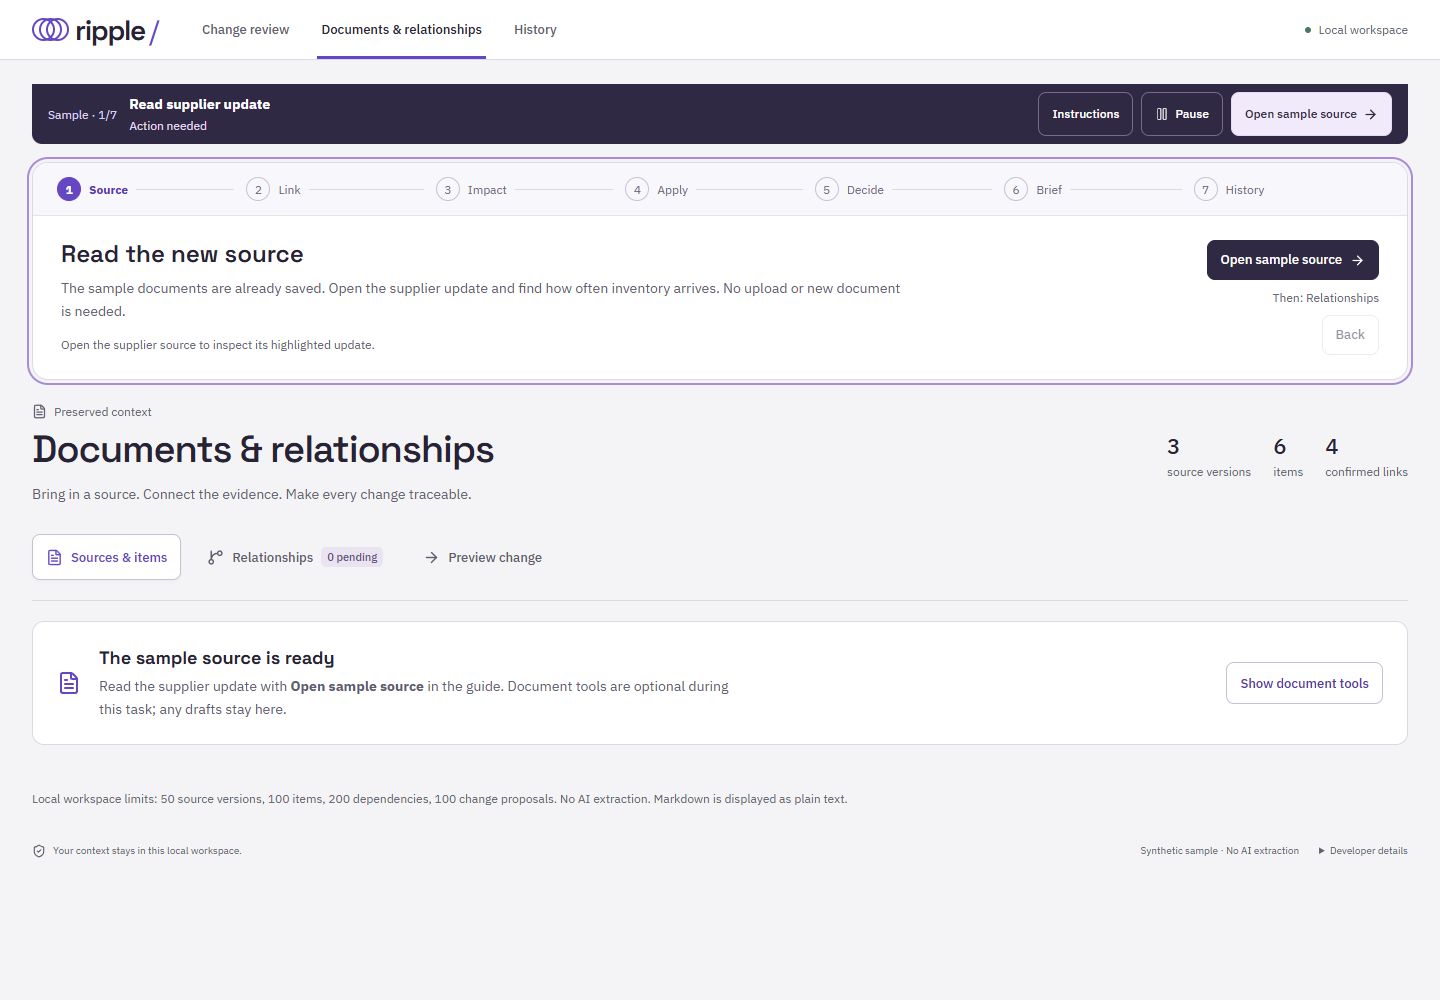 ripple/
Change review
Documents & relationships
History
Local workspace
Sample · 1/7
Read supplier update
Action needed
Instructions
Pause
Open sample source
1 Source
2 Link
3 Impact
4 Apply
5 Decide
6 Brief
7 History
Read the new source
The sample documents are already saved. Open the supplier update and find how often inventory arrives. No upload or new document
is needed.
Open the supplier source to inspect its highlighted update.
Open sample source
Then: Relationships
Back
Preserved context
Documents & relationships
Bring in a source. Connect the evidence. Make every change traceable.
3
source versions
6
items
4
confirmed links
Sources & items
Relationships 0 pending
Preview change
The sample source is ready
Read the supplier update with Open sample source in the guide. Document tools are optional during
this task; any drafts stay here.
Show document tools
Local workspace limits: 50 source versions, 100 items, 200 dependencies, 100 change proposals. No AI extraction. Markdown is displayed as plain text.
Your context stays in this local workspace.
Synthetic sample · No AI extraction
Developer details